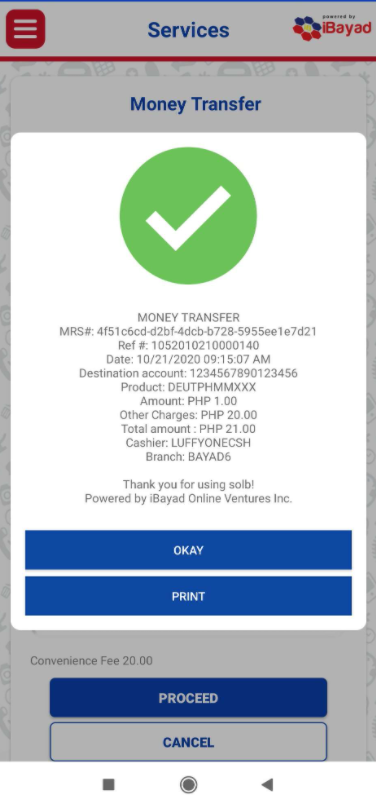 Services
powered by
iBayad
Money Transfer
MONEY TRANSFER
MRS#: 4f51c6cd-d2bf-4dcb-b728-5955ee1e7d21
Ref #: 1052010210000140
Date: 10/21/2020 09:15:07 AM
Destination account: 1234567890123456
Product: DEUTPHMMXXX
Amount: PHP 1.00
Other Charges: PHP 20.00
Total amount : PHP 21.00
Cashier: LUFFYONECSH
Branch: BAYAD6
Thank you for using solb!
Powered by iBayad Online Ventures Inc.
OKAY
PRINT
Convenience Fee 20.00
PROCEED
CANCEL